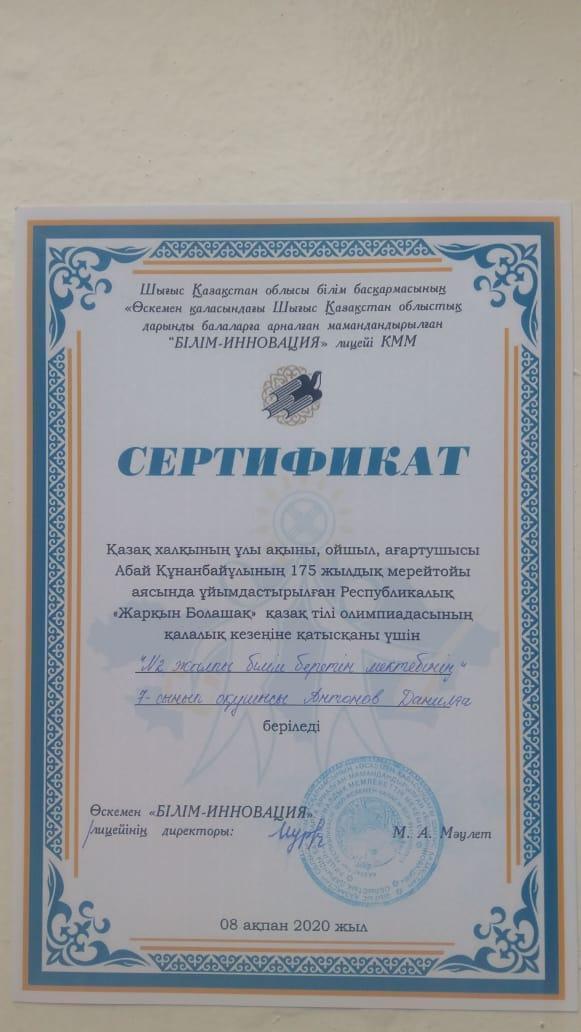 Шығыс Қазақстан облысы білім басқармасының
«Өскемен қаласындағы Шығыс Қазақстан облыстық
дарынды балаларға арналған мамандандырылған
"БІЛІМ-ИННОВАЦИЯ» лицейі КММ
СЕРТИФИКАТ
Қазақ халқының ұлы ақыны, ойшыл, ағартушысы
Абай Құнанбайұлының 175 жылдық мерейтойы
аясында ұйымдастырылған Республикалық
«Жарқын Болашақ» қазақ тілі олимпиадасының
қалалық кезеңіне қатысқаны үшін
"№2 жалпы білім беретін мектебінің"
7-сынып оқушысы Антонов Данилға
беріледі
Өскемен «БІЛІМ-ИННОВАЦИЯ»
лицейінің директоры:
М. А. Мәулет
08 ақпан 2020 жыл